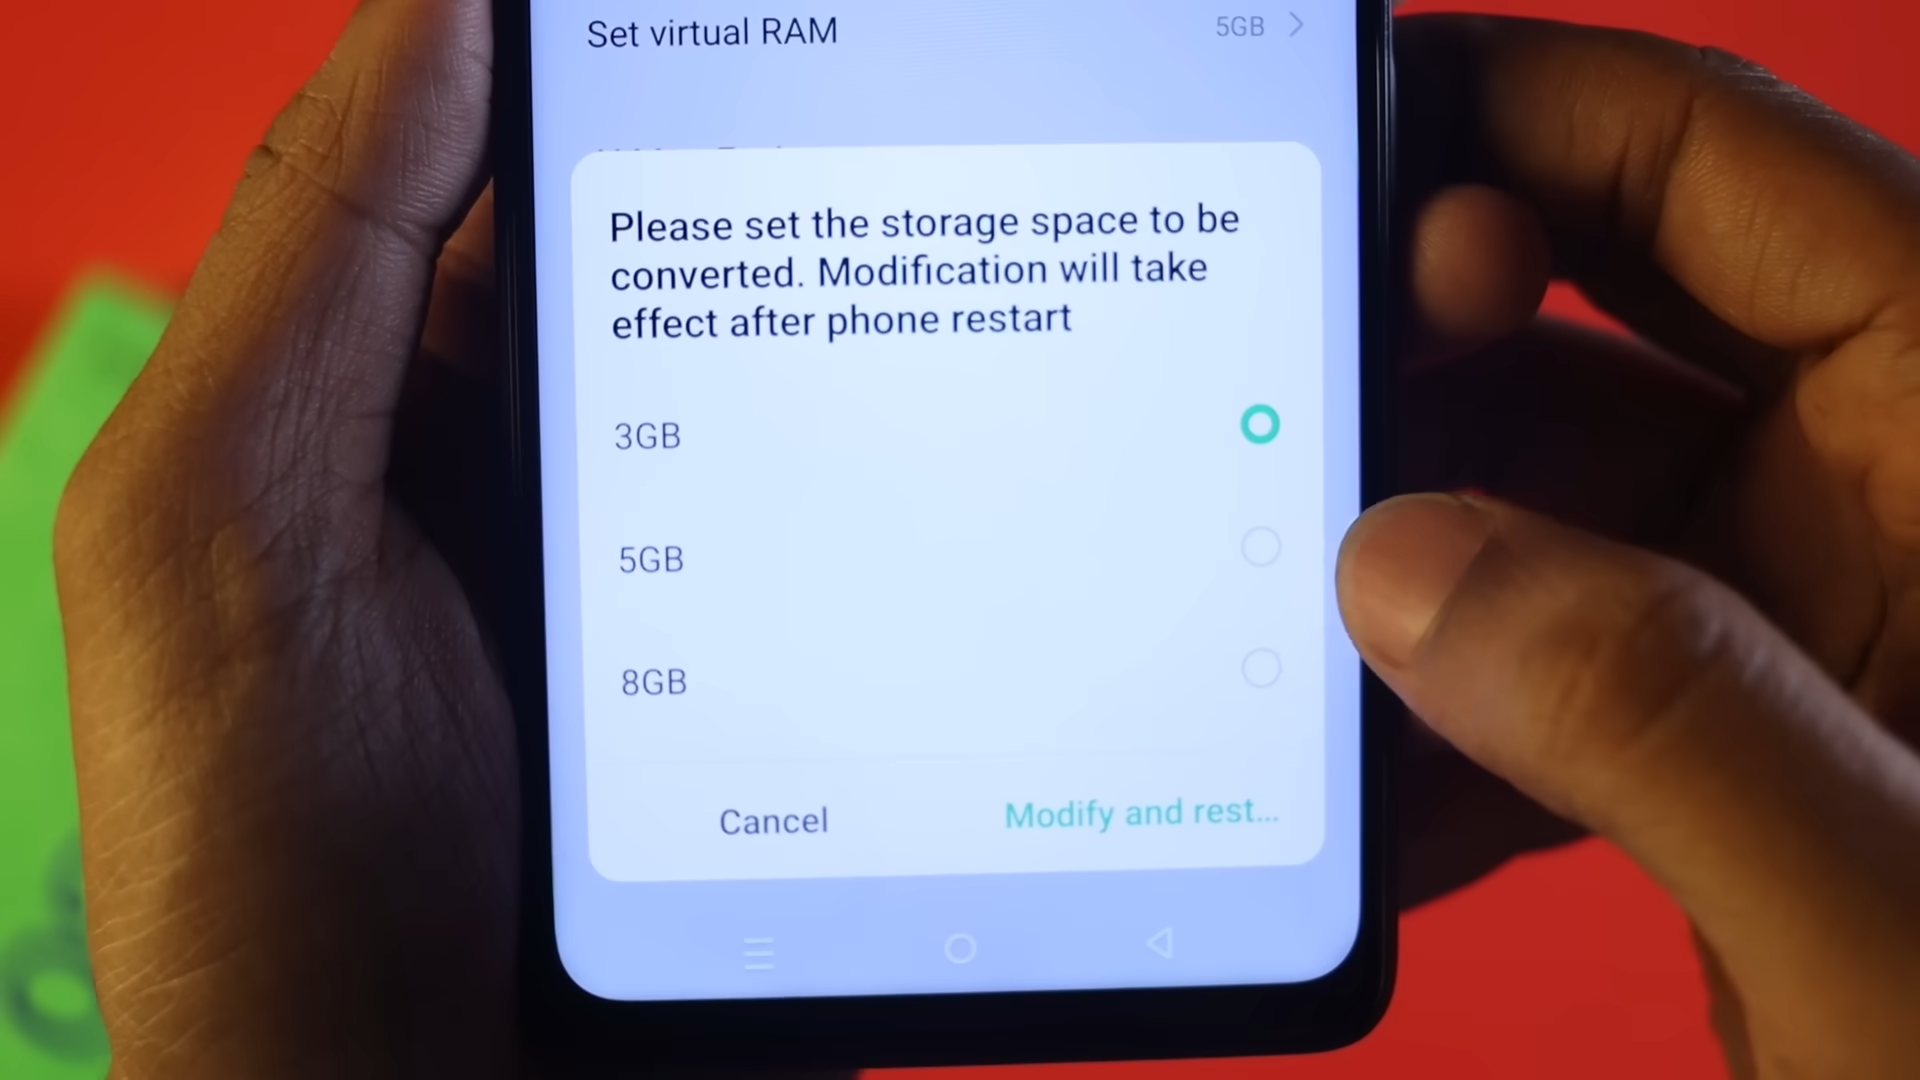 Set virtual RAM 5GB
Please set the storage space to be
converted. Modification will take
effect after phone restart
3GB
5GB
8GB
Cancel Modify and rest...